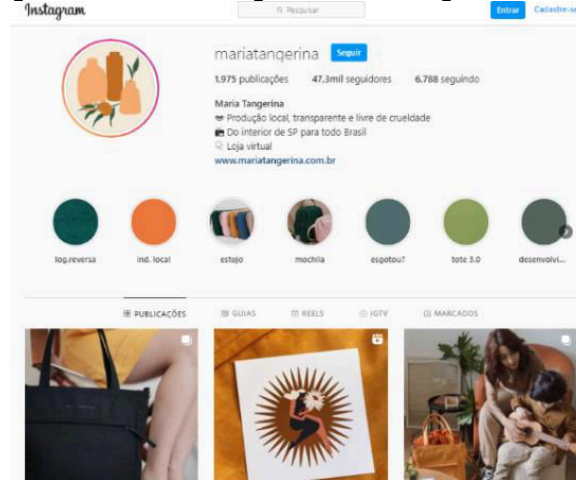 Instagram
Pesquisar
Entrar
Cadastre-se
mariatangerina Seguir
1.975 publicações 47,3mil seguidores 6.788 seguindo
Maria Tangerina
Produção local, transparente e livre de crueldade
Do interior de SP para todo Brasil
Loja virtual
www.mariatangerina.com.br
log.reversa ind. local estojo mochila esgotou? tote 3.0 desenvolvi...
PUBLICAÇÕES GUIAS REELS IGTV MARCADOS